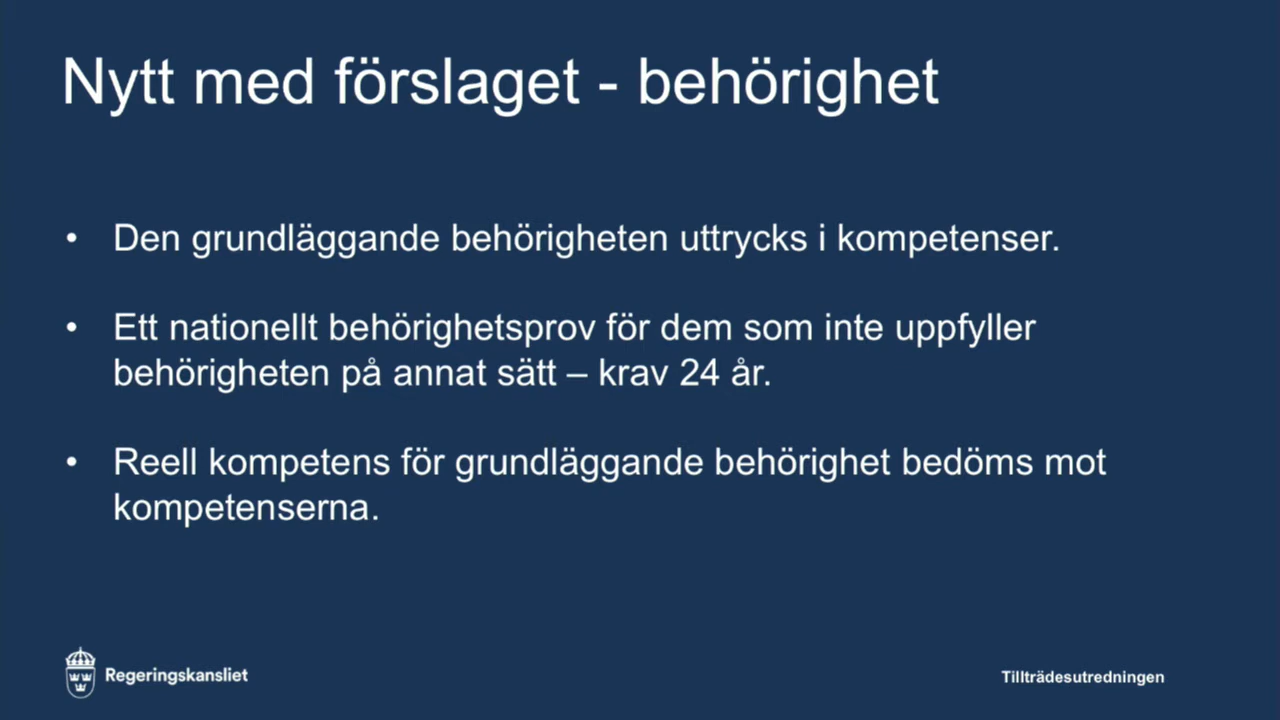 Nytt med förslaget - behörighet
• Den grundläggande behörigheten uttrycks i kompetenser.
• Ett nationellt behörighetsprov för dem som inte uppfyller
behörigheten på annat sätt – krav 24 år.
• Reell kompetens för grundläggande behörighet bedöms mot
kompetenserna.
Regeringskansliet
Tillträdesutredningen